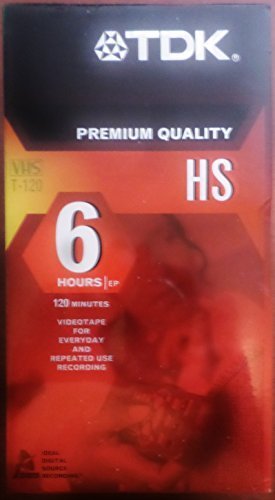 TDK®
PREMIUM QUALITY
HS
VHS
T-120
6
HOURS|EP
120 MINUTES
VIDEOTAPE
FOR
EVERYDAY
AND
REPEATED USE
RECORDING
IDEAL
DIGITAL
SOURCE
RECORDING